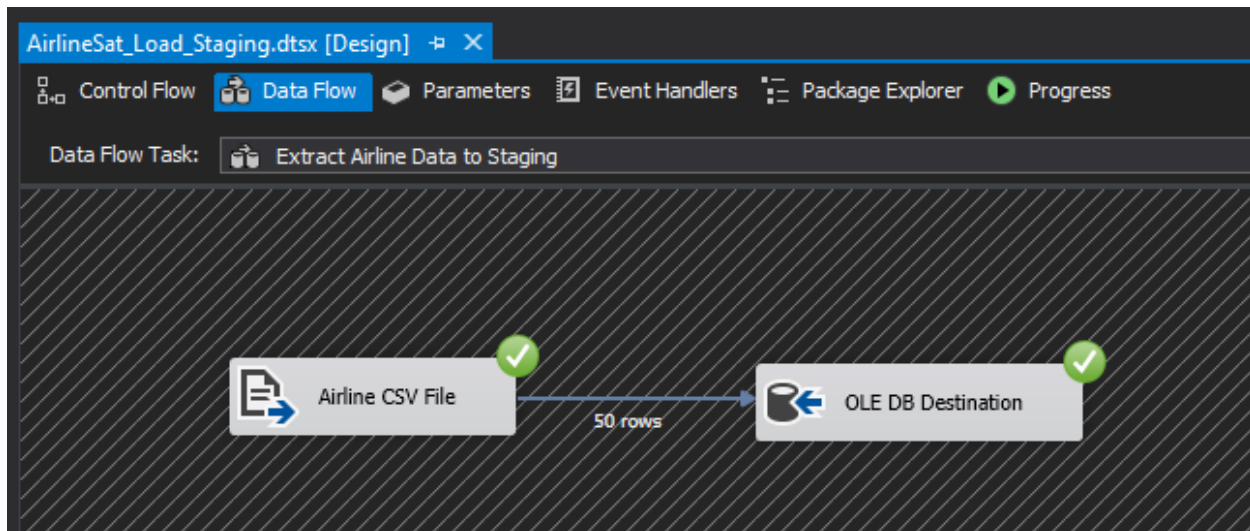 AirlineSat_Load_Staging.dtsx [Design]
Control Flow Data Flow Parameters Event Handlers Package Explorer Progress
Data Flow Task: Extract Airline Data to Staging
Airline CSV File
OLE DB Destination
50 rows